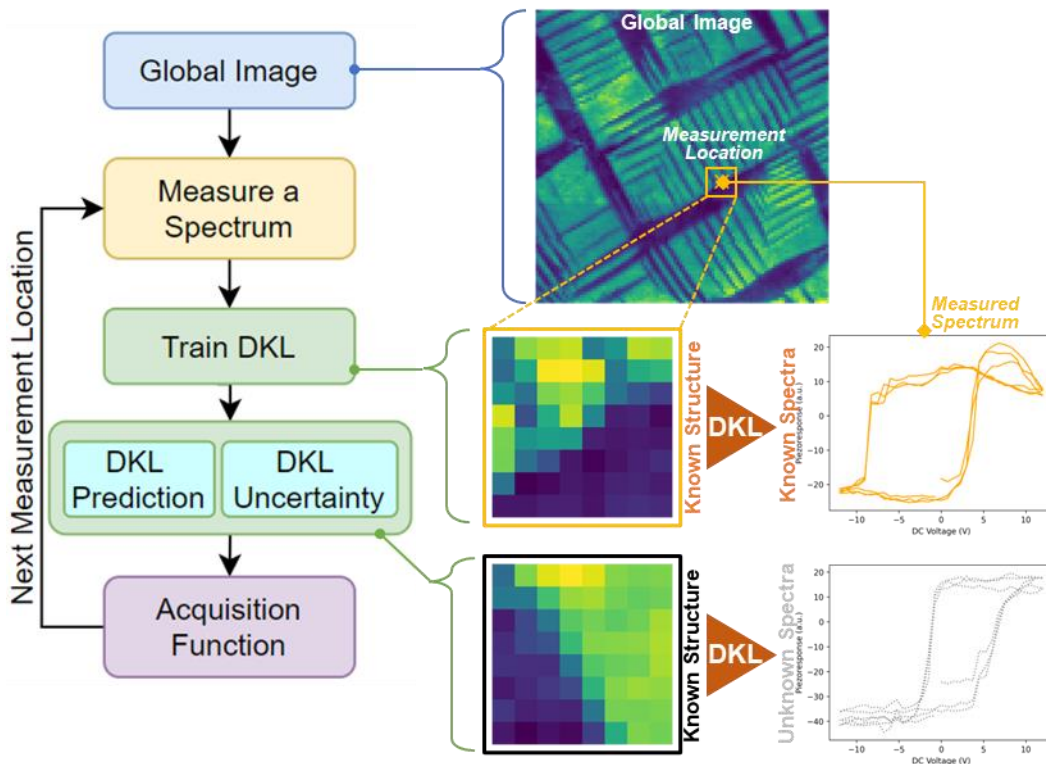 Global Image
Measure a
Spectrum
Train DKL
DKL
Prediction
DKL
Uncertainty
Acquisition
Function
Next Measurement Location
Global Image
Measurement
Location
Measured
Spectrum
Known Structure
DKL
Known Spectra
Piezoresponse (a.u.)
20
10
0
−10
−20
−10
−5
0
5
10
DC Voltage (V)
Known Structure
DKL
Unknown Spectra
Piezoresponse (a.u.)
20
10
0
−10
−20
−30
−40
−10
−5
0
5
10
DC Voltage (V)